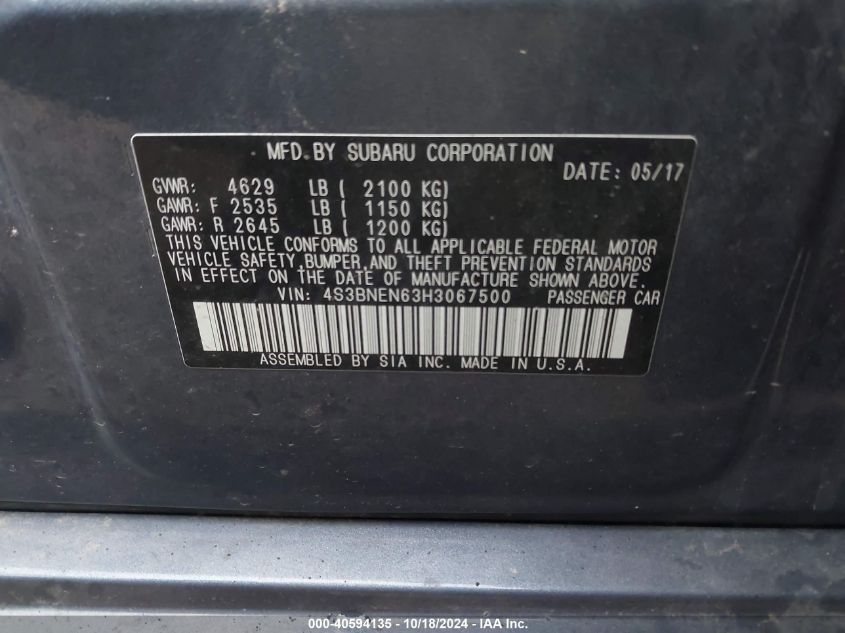 MFD.BY SUBARU CORPORATION
DATE: 05/17
GVWR: 4629 LB ( 2100 KG)
GAWR: F 2535 LB ( 1150 KG)
GAWR: R 2645 LB ( 1200 KG)
THIS VEHICLE CONFORMS TO ALL APPLICABLE FEDERAL MOTOR
VEHICLE SAFETY,BUMPER,AND THEFT PREVENTION STANDARDS
IN EFFECT ON THE DATE OF MANUFACTURE SHOWN ABOVE.
VIN: 4S3BNEN63H3067500 PASSENGER CAR
ASSEMBLED BY SIA INC. MADE IN U.S.A.
000-40594135 - 10/18/2024 - IAA Inc.